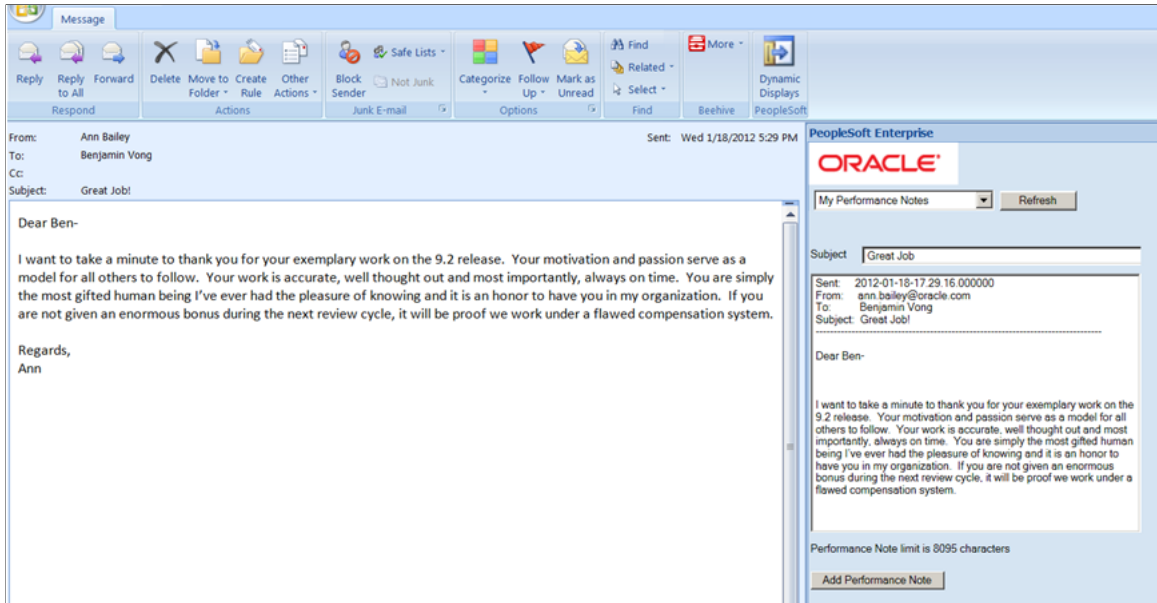 Message
Reply
Reply to All
Forward
Delete
Move to Folder
Create Rule
Other Actions
Block Sender
Safe Lists
Not Junk
Categorize
Follow Up
Mark as Unread
Find
Related
Select
More
Dynamic Displays
Respond
Actions
Junk E-mail
Options
Find
Beehive
PeopleSoft
From: Ann Bailey
Sent: Wed 1/18/2012 5:29 PM
To: Benjamin Vong
Cc:
Subject: Great Job!
Dear Ben-
I want to take a minute to thank you for your exemplary work on the 9.2 release. Your motivation and passion serve as a
model for all others to follow. Your work is accurate, well thought out and most importantly, always on time. You are simply
the most gifted human being I've ever had the pleasure of knowing and it is an honor to have you in my organization. If you
are not given an enormous bonus during the next review cycle, it will be proof we work under a flawed compensation system.
Regards,
Ann
PeopleSoft Enterprise
ORACLE
My Performance Notes
Refresh
Subject Great Job
Sent: 2012-01-18-17.29.16.000000
From: ann.bailey@oracle.com
To: Benjamin Vong
Subject: Great Job!
--------------------------------------------------------------------------------
Dear Ben-
I want to take a minute to thank you for your exemplary work on the
9.2 release. Your motivation and passion serve as a model for all
others to follow. Your work is accurate, well thought out and most
importantly, always on time. You are simply the most gifted human
being I've ever had the pleasure of knowing and it is an honor to
have you in my organization. If you are not given an enormous
bonus during the next review cycle, it will be proof we work under a
flawed compensation system.
Performance Note limit is 8095 characters
Add Performance Note